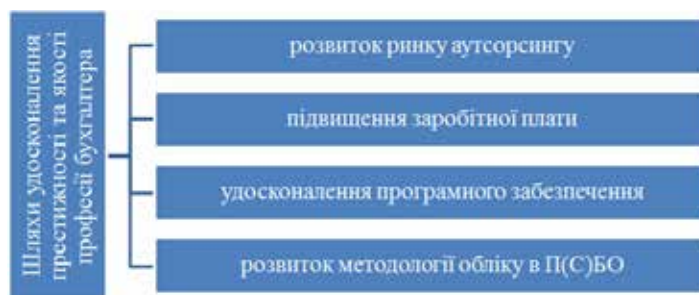 Шляхи удосконалення
престижності та якості
професії бухгалтера
розвиток ринку аутсорсингу
підвищення заробітної плати
удосконалення програмного забезпечення
розвиток методології обліку в П(С)БО